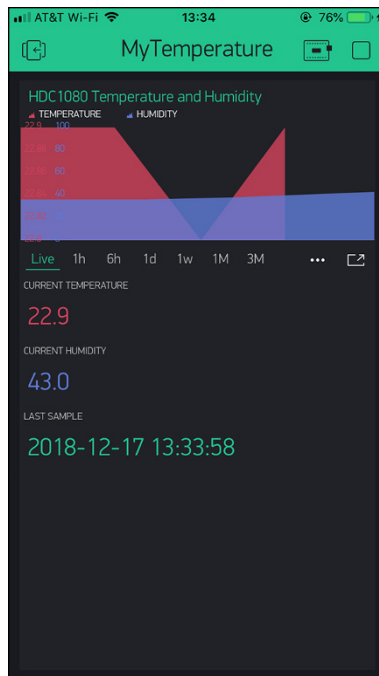 AT&T Wi-Fi 13:34 76%
MyTemperature
HDC1080 Temperature and Humidity
TEMPERATURE HUMIDITY
22.9 100
80
60
40
Live 1h 6h 1d 1w 1M 3M ...
CURRENT TEMPERATURE
22.9
CURRENT HUMIDITY
43.0
LAST SAMPLE
2018-12-17 13:33:58